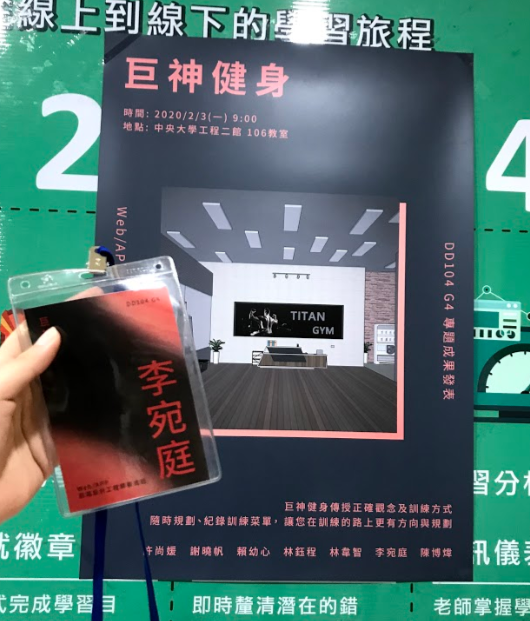 線上到線下的學習旅程
2
4
巨神健身
時間: 2020/2/3(一) 9:00
地點: 中央大學工程二館 106教室
Web/AP
DD104 G4 專題成果發表
TITAN
GYM
DD104 G4
李宛庭
巨神健身傳授正確觀念及訓練方式
隨時規劃、紀錄訓練菜單，讓您在訓練的路上更有方向與規劃
許尚媛 謝曉帆 賴幼心 林鈺程 林韋智 李宛庭 陳博煒
習分析
就徽章
訊儀表
式完成學習目
即時釐清潛在的錯
老師掌握學